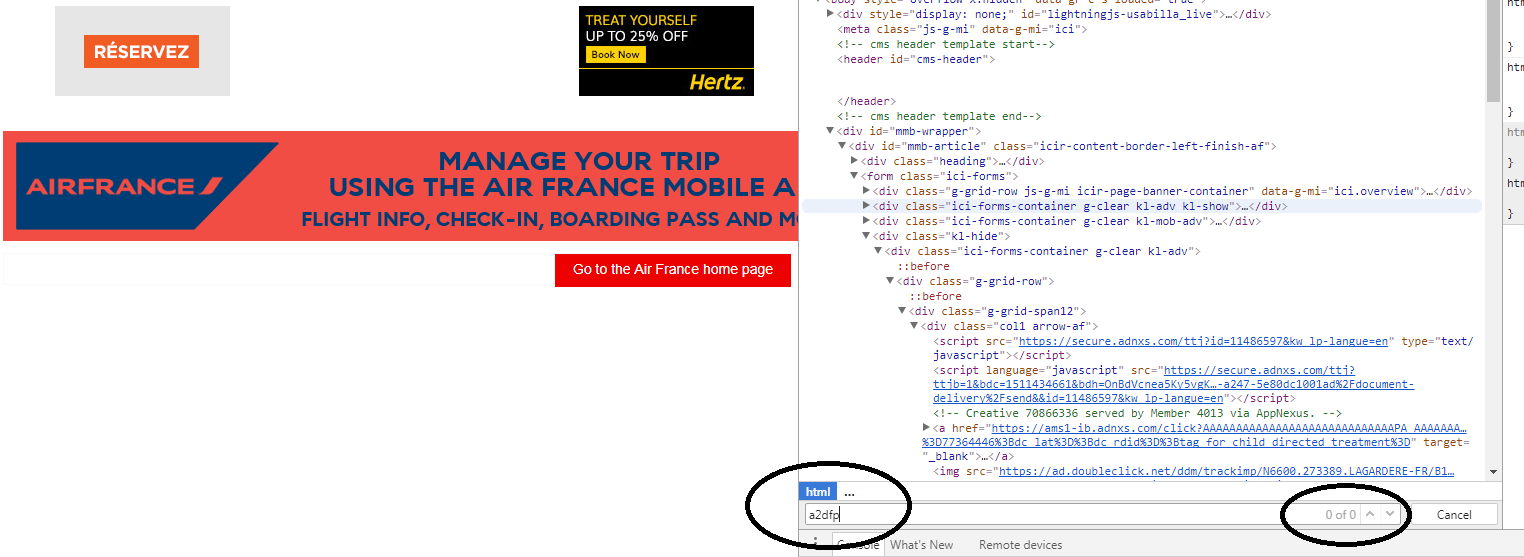 RÉSERVEZ
TREAT YOURSELF
UP TO 25% OFF
Book Now
Hertz.
AIRFRANCE
MANAGE YOUR TRIP
USING THE AIR FRANCE MOBILE A
FLIGHT INFO, CHECK-IN, BOARDING PASS AND MO
Go to the Air France home page
<div style="display: none;" id="lightningjs-usabilla_live">…</div>
<meta class="js-g-mi" data-g-mi="ici">
<!-- cms header template start-->
<header id="cms-header">
</header>
<!-- cms header template end-->
<div id="mmb-wrapper">
<div id="mmb-article" class="icir-content-border-left-finish-af">
<div class="heading">…</div>
<form class="ici-forms">
<div class="g-grid-row js-g-mi icir-page-banner-container" data-g-mi="ici.overview">…</div>
<div class="ici-forms-container g-clear kl-adv kl-show">…</div>
<div class="ici-forms-container g-clear kl-mob-adv">…</div>
<div class="kl-hide">
<div class="ici-forms-container g-clear kl-adv">
::before
<div class="g-grid-row">
::before
<div class="g-grid-span12">
<div class="col1 arrow-af">
<script src="https://secure.adnxs.com/ttj?id=11486597&kw_lp-langue=en" type="text/
javascript"></script>
<script language="javascript" src="https://secure.adnxs.com/ttj?
ttjb=1&bdc=1511434661&bdh=OnBdVcnea5Ky5vgK…-a247-5e80dc1001ad%2Fdocument-
delivery%2Fsend&&id=11486597&kw_lp-langue=en"></script>
<!-- Creative 70866336 served by Member 4013 via AppNexus. -->
<a href="https://ams1-ib.adnxs.com/click?AAAAAAAAAAAAAAAAAAAAAAAAAAAAAPA_AAAAAAA…
%3D77364446%3Bdc_lat%3D%3Bdc_rdid%3D%3Btag_for_child_directed_treatment%3D" target=
"_blank">…</a>
<img src="https://ad.doubleclick.net/ddm/trackimp/N6600.273389.LAGARDERE-FR/B1…
html ...
a2dfp
0 of 0
Cancel
Console
What's New
Remote devices
}
htm
}
htm
}
htm
}